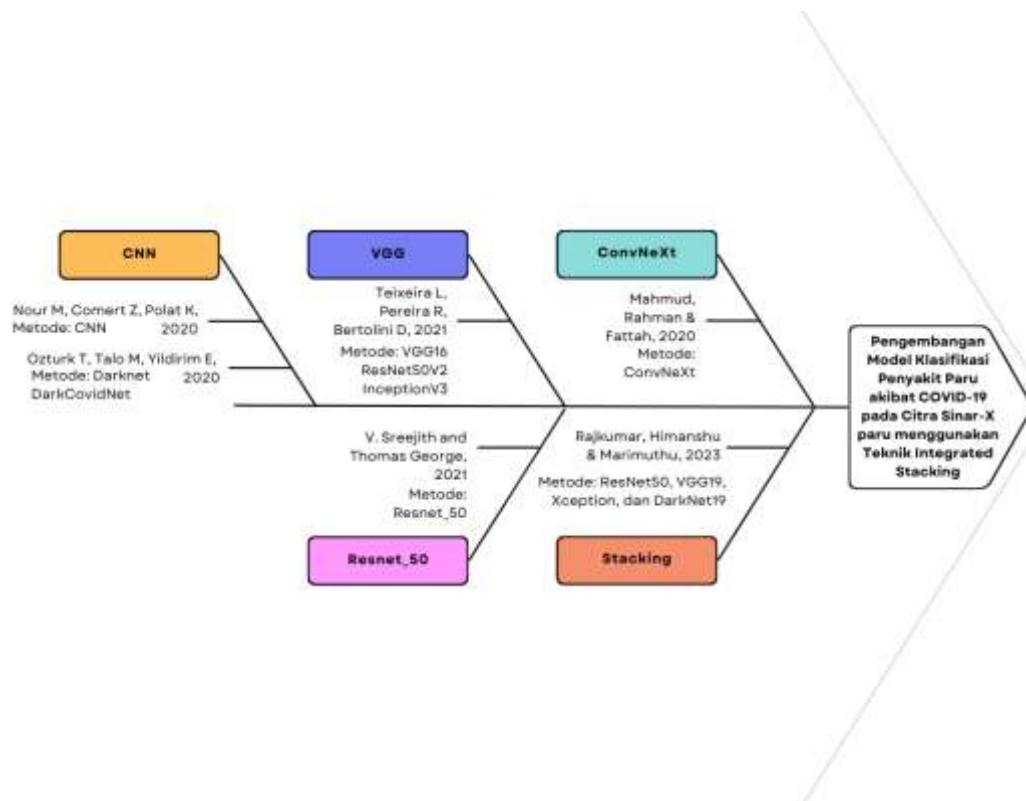 CNN
Nour M, Comert Z, Polat K,
Metode: CNN 2020
Ozturk T, Talo M, Yildirim E,
Metode: Darknet 2020
DarkCovidNet
VGG
Teixeira L,
Pereira R,
Bertolini D, 2021
Metode: VGG16
ResNet50V2
InceptionV3
ConvNeXt
Mahmud,
Rahman &
Fattah, 2020
Metode:
ConvNeXt
V. Sreejith and
Thomas George,
2021
Metode:
Resnet_50
Resnet_50
Rajkumar, Himanshu
& Marimuthu, 2023
Metode: ResNet50, VGG19,
Xception, dan DarkNet19
Stacking
Pengembangan
Model Klasifikasi
Penyakit Paru
akibat COVID-19
pada Citra Sinar-X
paru menggunakan
Teknik Integrated
Stacking